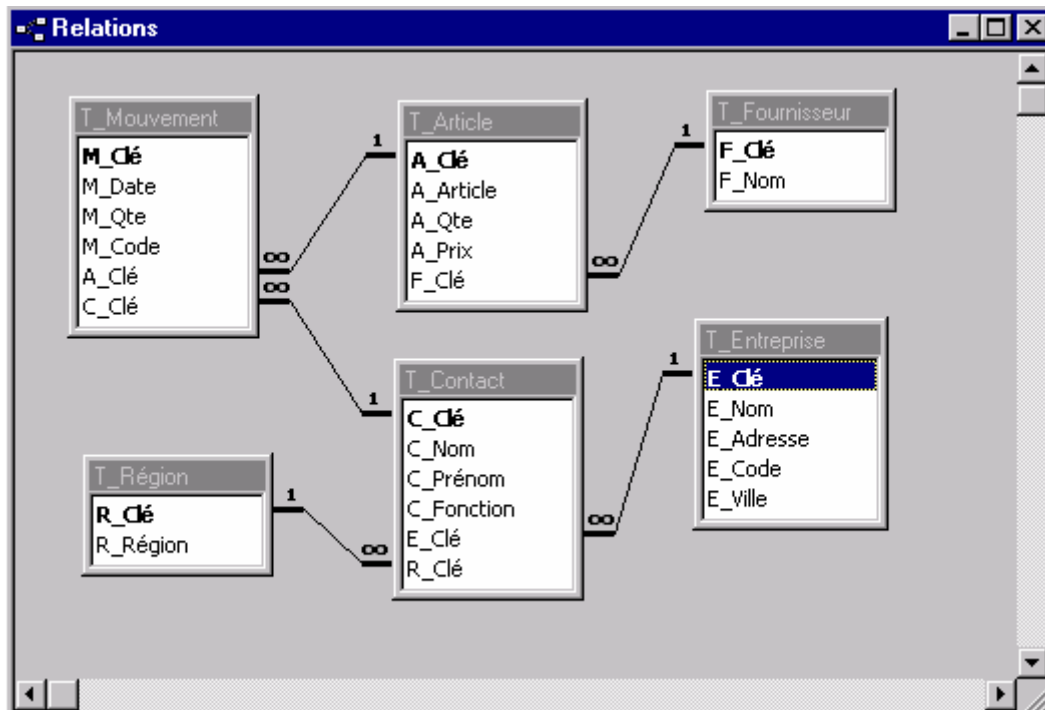 Relations
T_Mouvement
M_Clé
M_Date
M_Qte
M_Code
A_Clé
C_Clé
∞
∞
1
T_Article
A_Clé
A_Article
A_Qte
A_Prix
F_Clé
∞
1
T_Fournisseur
F_Clé
F_Nom
1
T_Contact
C_Clé
C_Nom
C_Prénom
C_Fonction
E_Clé
R_Clé
∞
1
T_Entreprise
E_Clé
E_Nom
E_Adresse
E_Code
E_Ville
T_Région
R_Clé
R_Région
1
∞